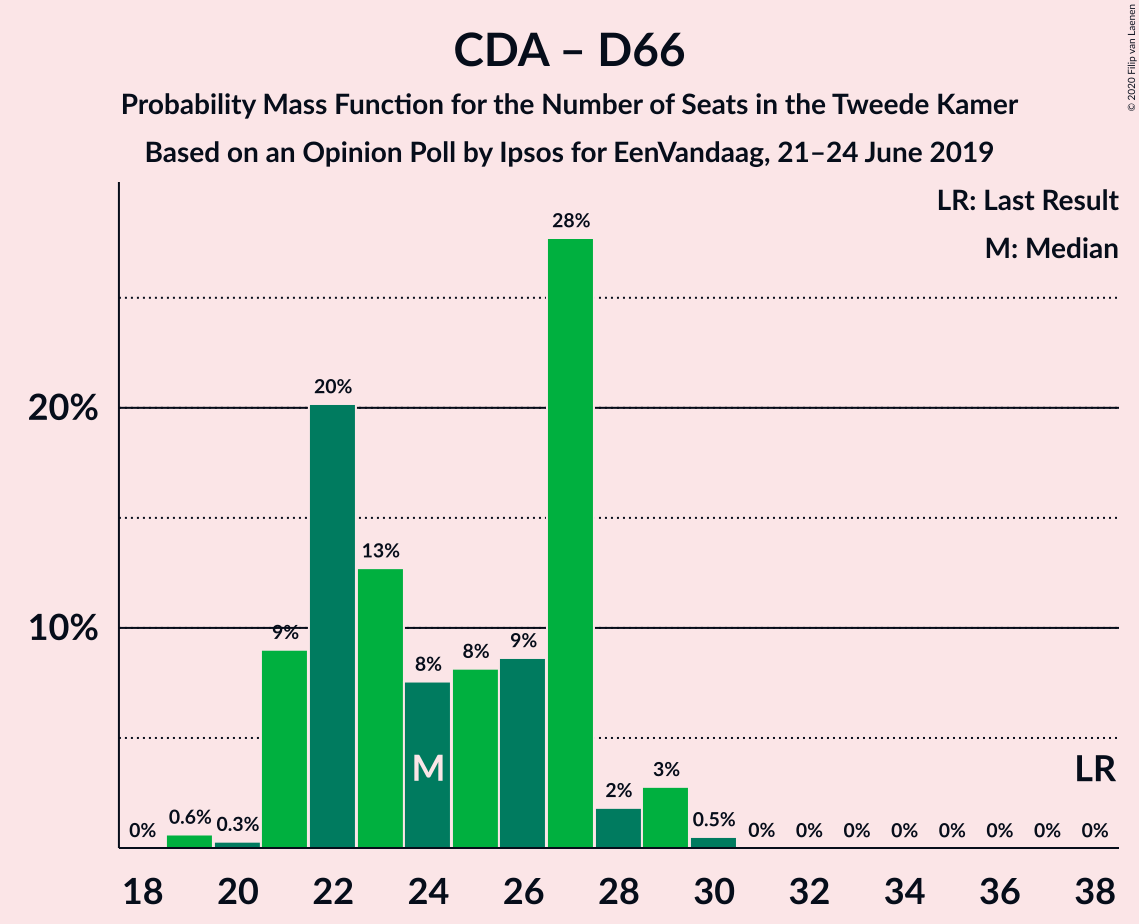 CDA – D66
Probability Mass Function for the Number of Seats in the Tweede Kamer
Based on an Opinion Poll by Ipsos for EenVandaag, 21–24 June 2019
© 2020 Filip van Laenen
LR: Last Result
M: Median
28%
20%
20%
13%
10%
9%
8%
8%
9%
M
LR
0%
0.6%
0.3%
2%
3%
0.5%
0%
0%
0%
0%
0%
0%
0%
0%
18 20 22 24 26 28 30 32 34 36 38